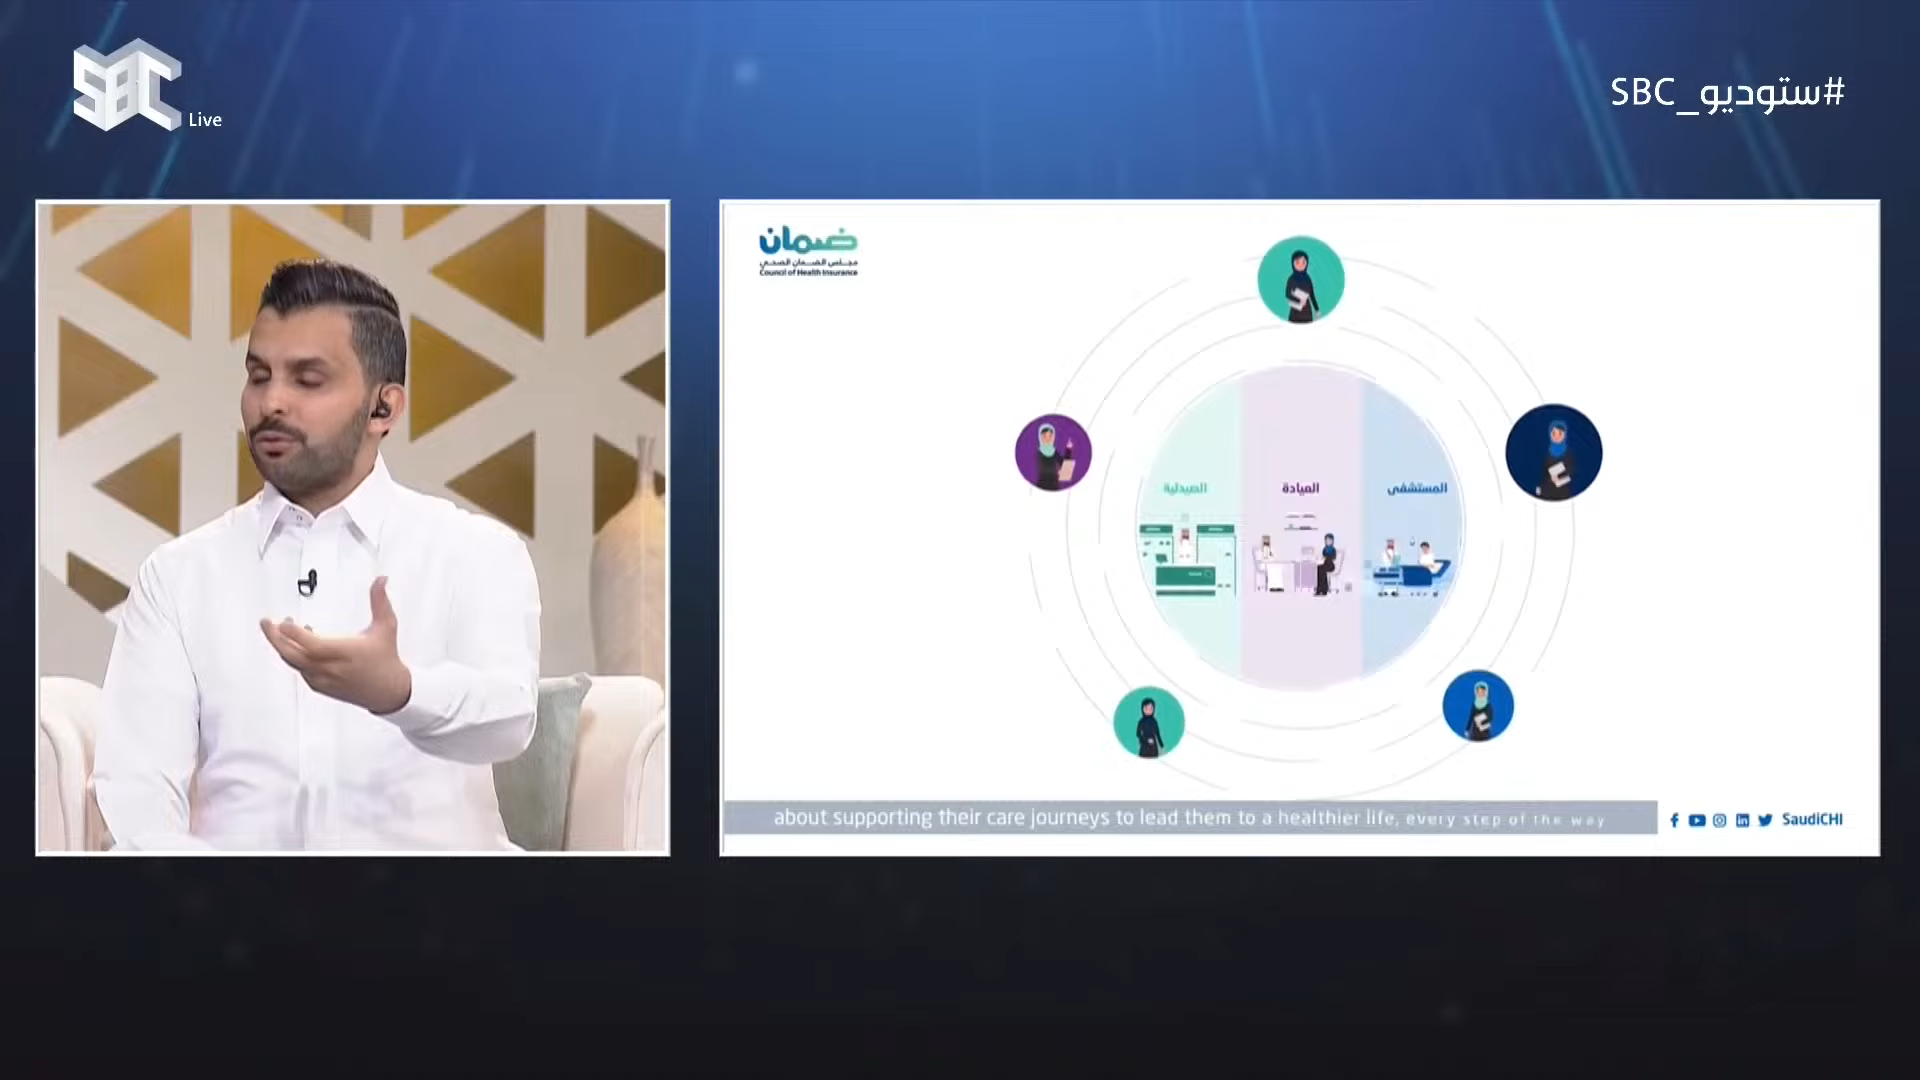 SBC Live
#ستوديو_SBC
ضمان
مجلس الضمان الصحي
Council of Health Insurance
الصيدلية
العيادة
المستشفى
about supporting their care journeys to lead them to a healthier life, every step of the way
SaudiCHI